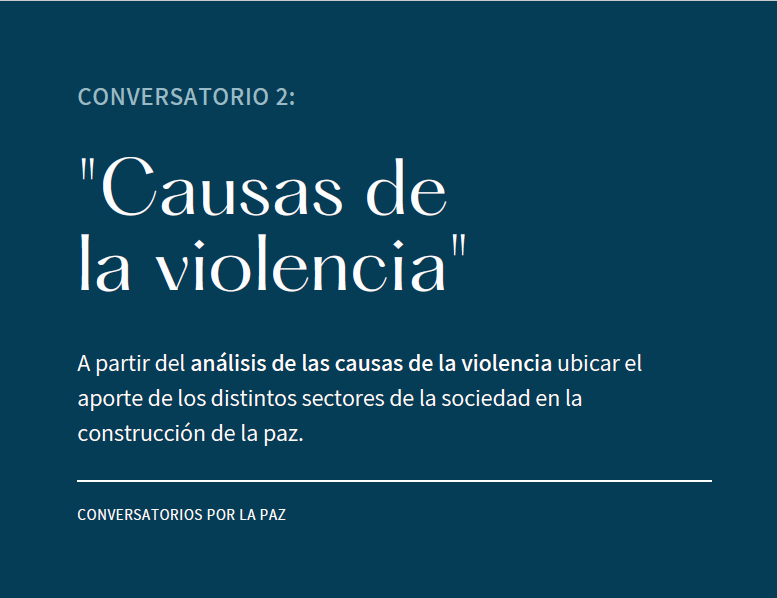 CONVERSATORIO 2:
"Causas de
la violencia"
A partir del análisis de las causas de la violencia ubicar el
aporte de los distintos sectores de la sociedad en la
construcción de la paz.
CONVERSATORIOS POR LA PAZ